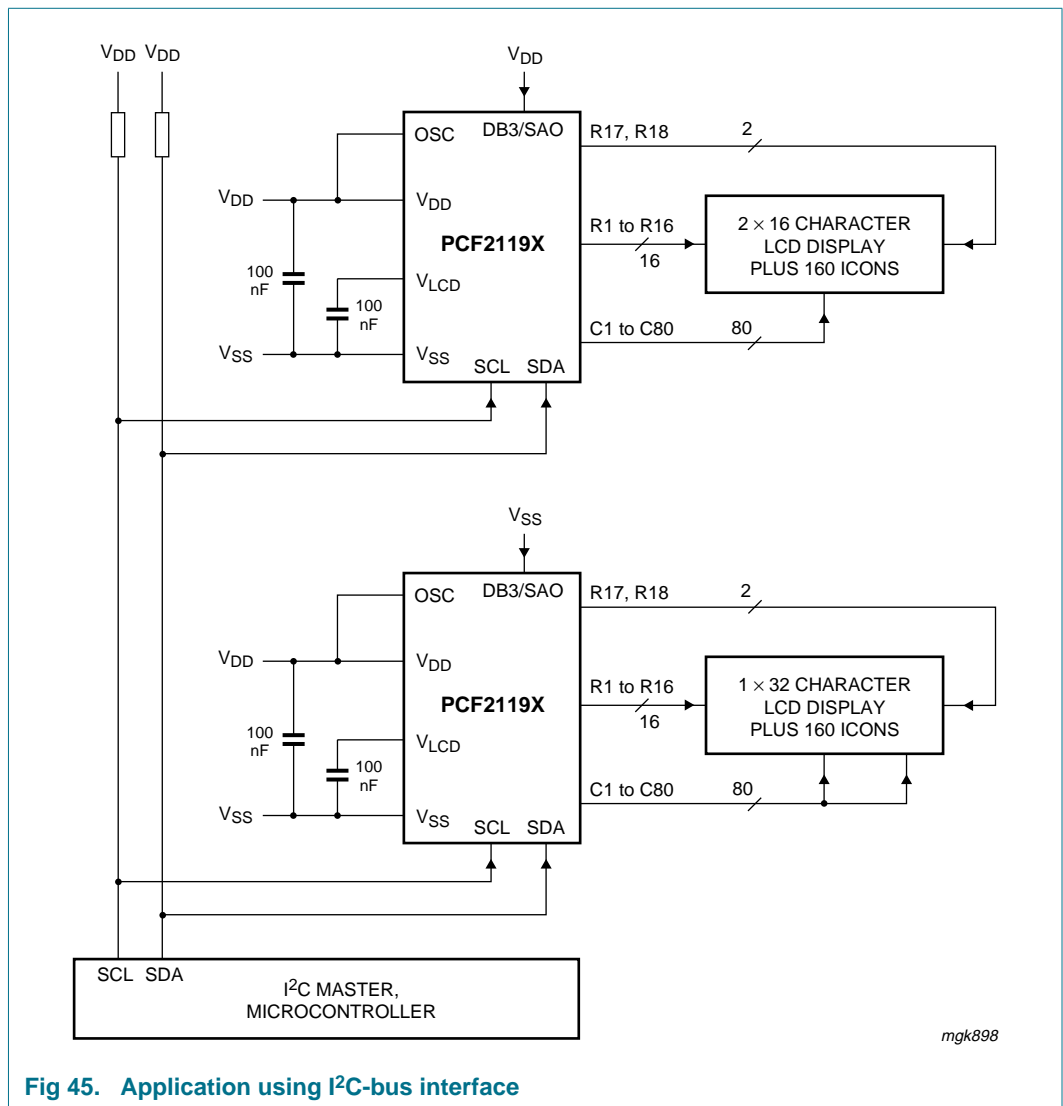 VDD VDD
VDD
OSC
DB3/SAO
R17, R18
2
VDD
VDD
PCF2119X
R1 to R16
16
2 × 16 CHARACTER
LCD DISPLAY
PLUS 160 ICONS
100
nF
VLCD
100
nF
C1 to C80
80
VSS
VSS
SCL SDA
VSS
OSC
DB3/SAO
R17, R18
2
VDD
VDD
PCF2119X
R1 to R16
16
1 × 32 CHARACTER
LCD DISPLAY
PLUS 160 ICONS
100
nF
VLCD
100
nF
C1 to C80
80
VSS
VSS
SCL SDA
SCL SDA
I2C MASTER,
MICROCONTROLLER
mgk898
Fig 45. Application using I2C-bus interface